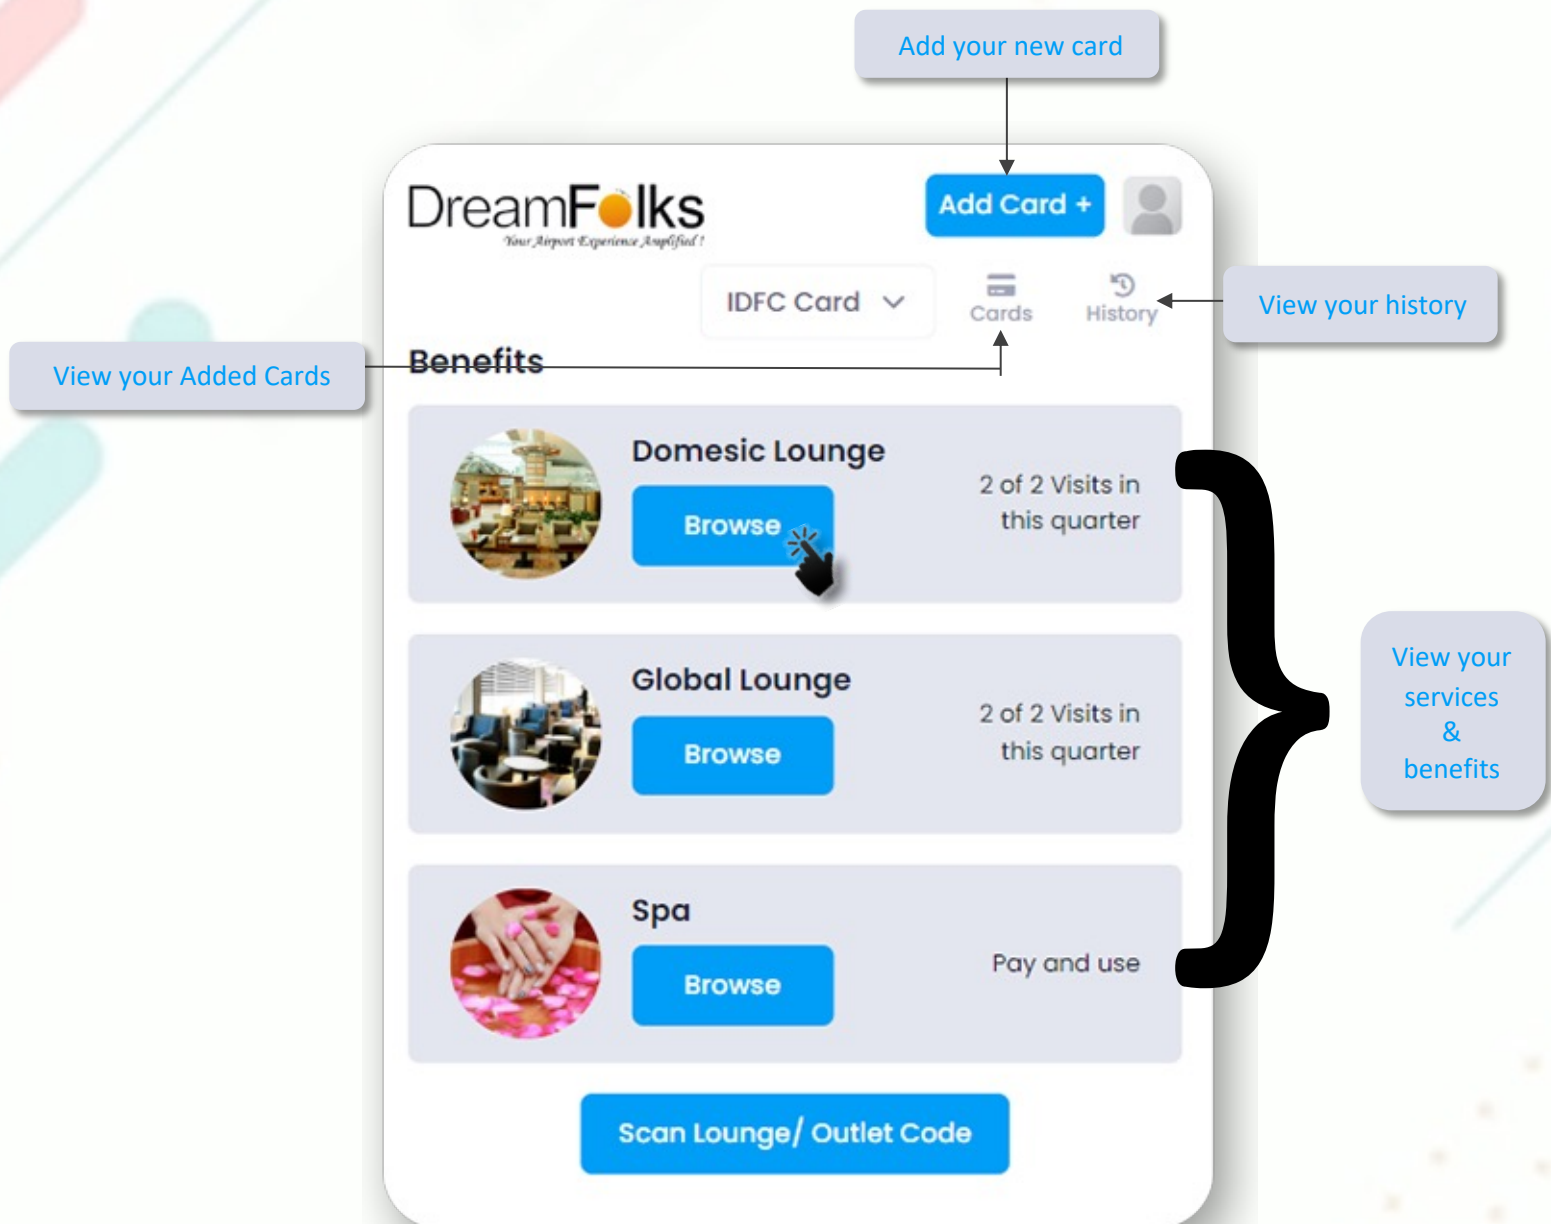 Add your new card
DreamFolks
Your Airport Experience Amplified !
Add Card +
IDFC Card
Cards
History
View your history
View your Added Cards
Benefits
Domesic Lounge
Browse
2 of 2 Visits in
this quarter
Global Lounge
Browse
2 of 2 Visits in
this quarter
View your
services
&
benefits
Spa
Browse
Pay and use
Scan Lounge/ Outlet Code